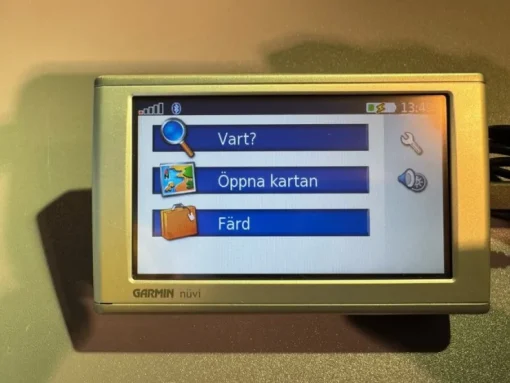 Vart?
Öppna kartan
Färd
GARMIN nüvi